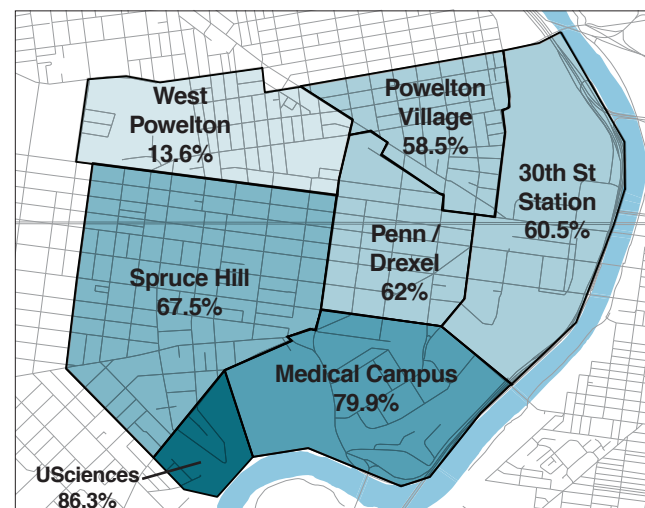 West
Powelton
13.6%
Powelton
Village
58.5%
30th St
Station
60.5%
Penn /
Drexel
62%
Spruce Hill
67.5%
Medical Campus
79.9%
USciences
86.3%